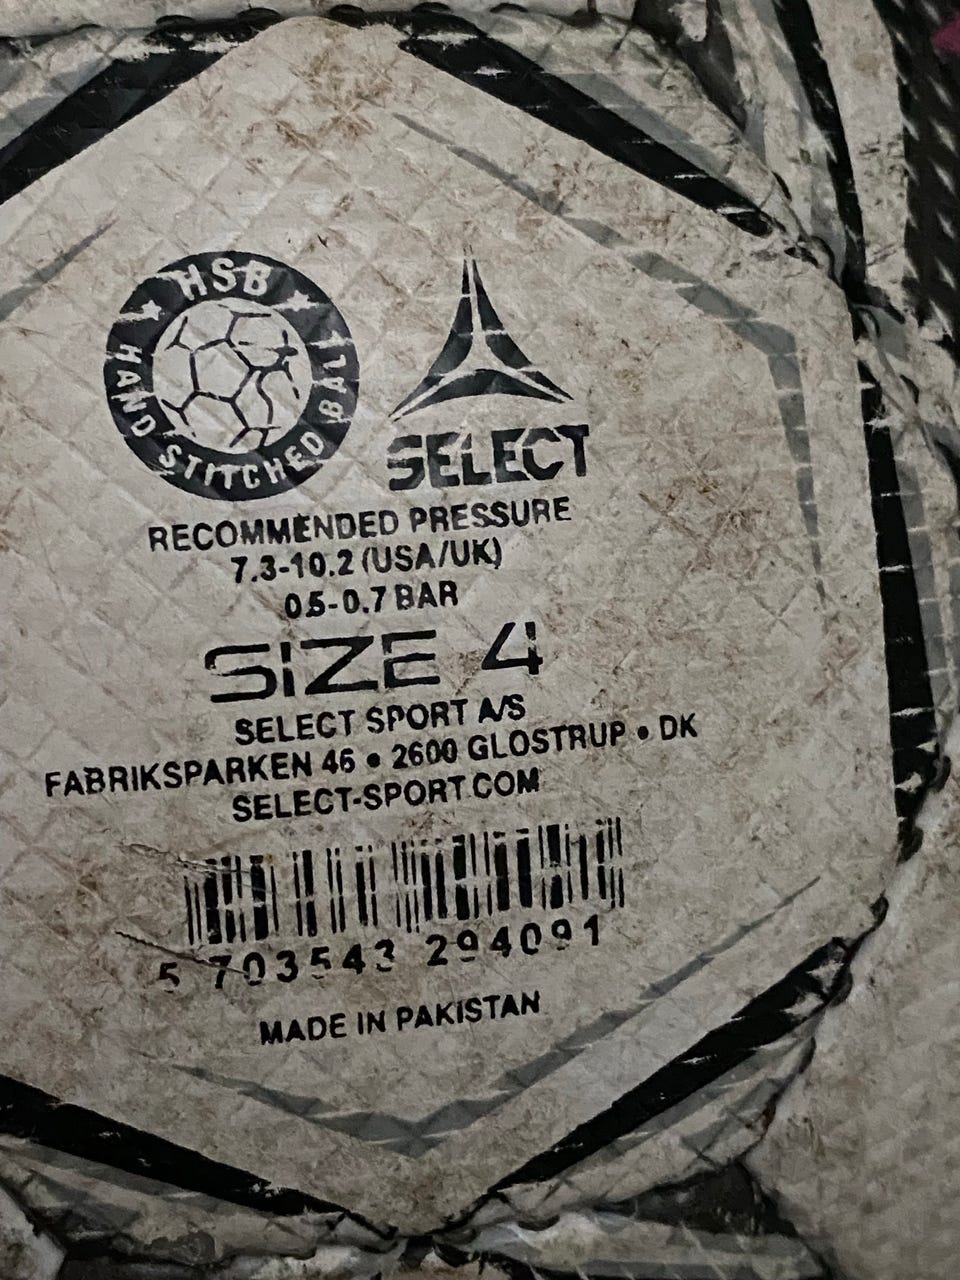 HSB
HAND STITCHED BALL
SELECT
RECOMMENDED PRESSURE
7.3-10.2 (USA/UK)
0.5-0.7 BAR
SIZE 4
SELECT SPORT A/S
FABRIKSPARKEN 46 • 2600 GLOSTRUP • DK
SELECT-SPORT.COM
5 703543 294091
MADE IN PAKISTAN